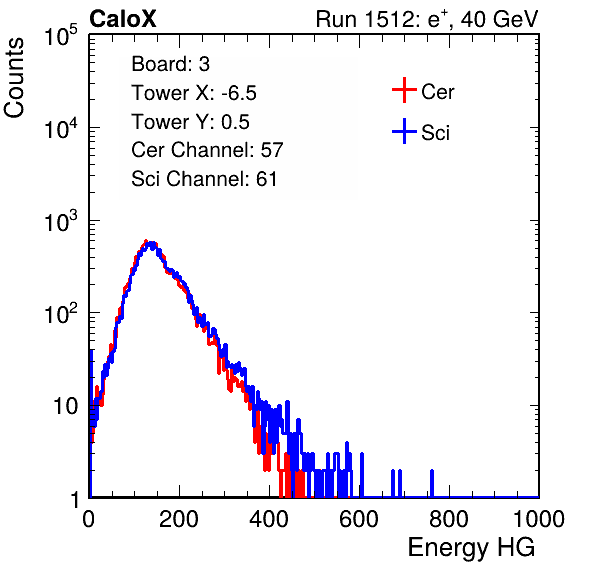 CaloX Run 1512: e⁺, 40 GeV
Counts
Board: 3
Tower X: -6.5
Tower Y: 0.5
Cer Channel: 57
Sci Channel: 61
Cer
Sci
10⁵
10⁴
10³
10²
10
1
0 200 400 600 800 1000
Energy HG